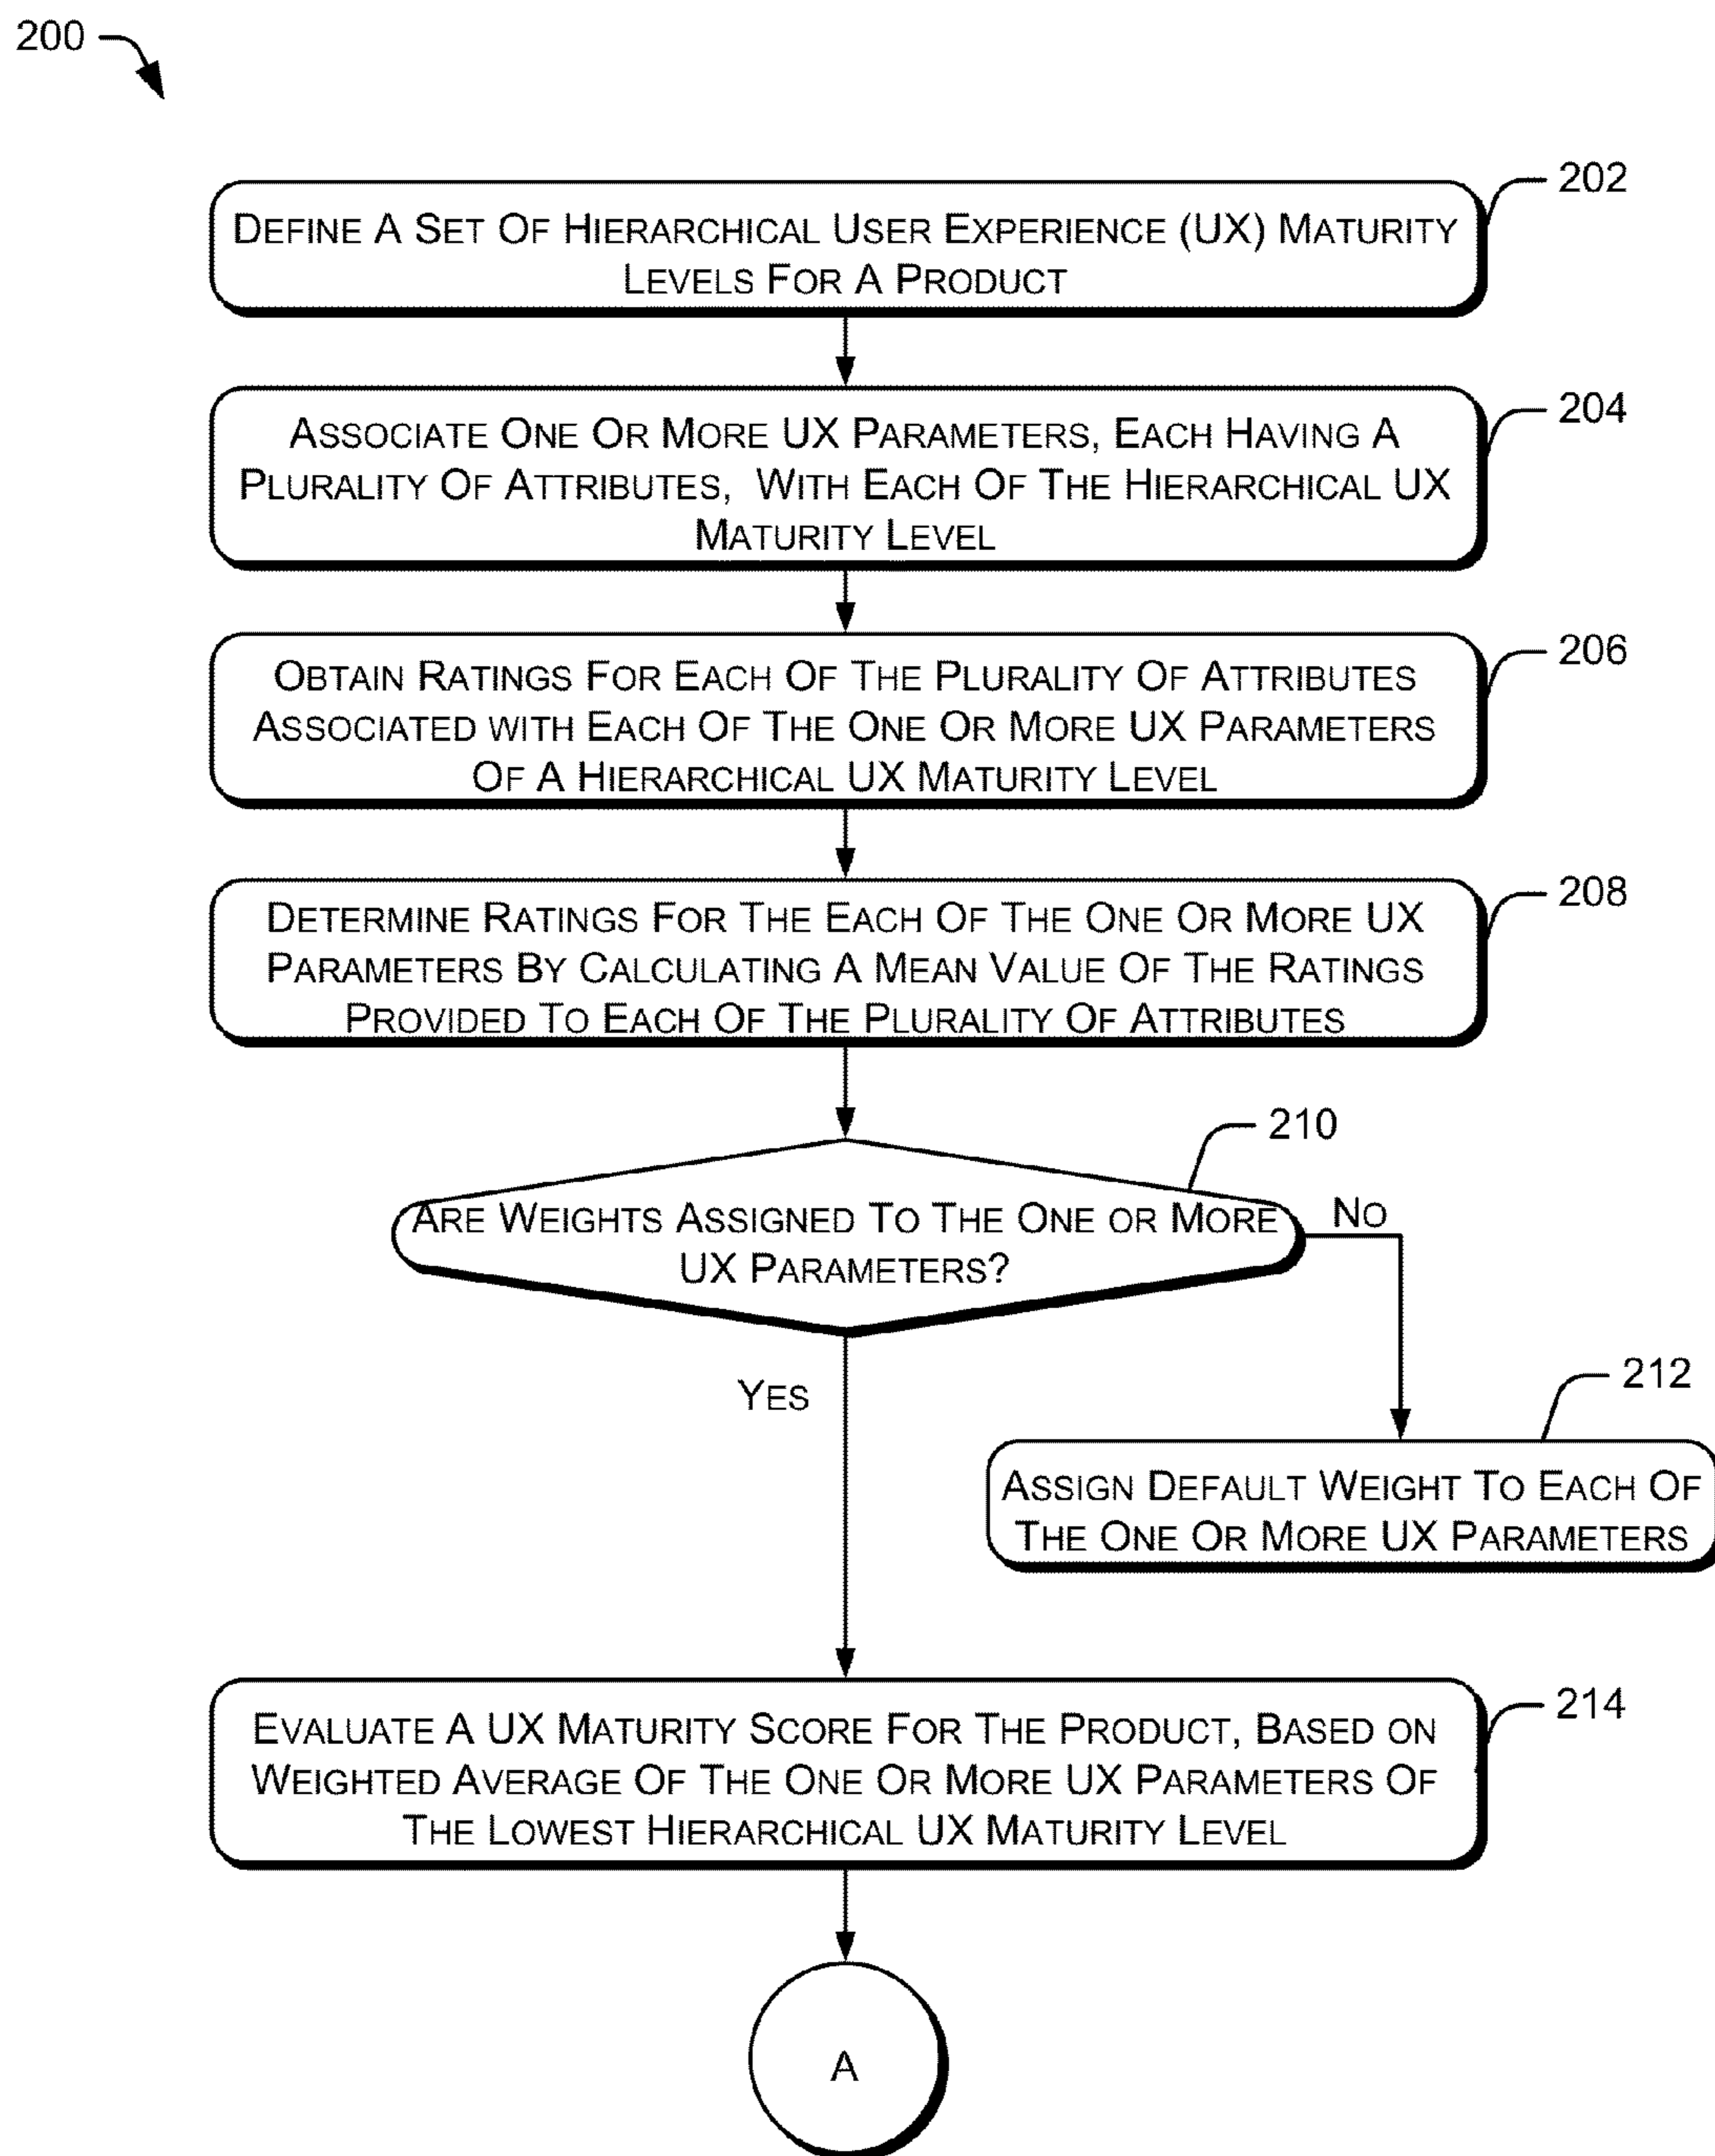 200
202
DEFINE A SET OF HIERARCHICAL USER EXPERIENCE (UX) MATURITY
LEVELS FOR A PRODUCT
204
ASSOCIATE ONE OR MORE UX PARAMETERS, EACH HAVING A
PLURALITY OF ATTRIBUTES, WITH EACH OF THE HIERARCHICAL UX
MATURITY LEVEL
206
OBTAIN RATINGS FOR EACH OF THE PLURALITY OF ATTRIBUTES
ASSOCIATED WITH EACH OF THE ONE OR MORE UX PARAMETERS
OF A HIERARCHICAL UX MATURITY LEVEL
208
DETERMINE RATINGS FOR THE EACH OF THE ONE OR MORE UX
PARAMETERS BY CALCULATING A MEAN VALUE OF THE RATINGS
PROVIDED TO EACH OF THE PLURALITY OF ATTRIBUTES
210
ARE WEIGHTS ASSIGNED TO THE ONE OR MORE
UX PARAMETERS?
NO
YES
212
ASSIGN DEFAULT WEIGHT TO EACH OF
THE ONE OR MORE UX PARAMETERS
214
EVALUATE A UX MATURITY SCORE FOR THE PRODUCT, BASED ON
WEIGHTED AVERAGE OF THE ONE OR MORE UX PARAMETERS OF
THE LOWEST HIERARCHICAL UX MATURITY LEVEL
A